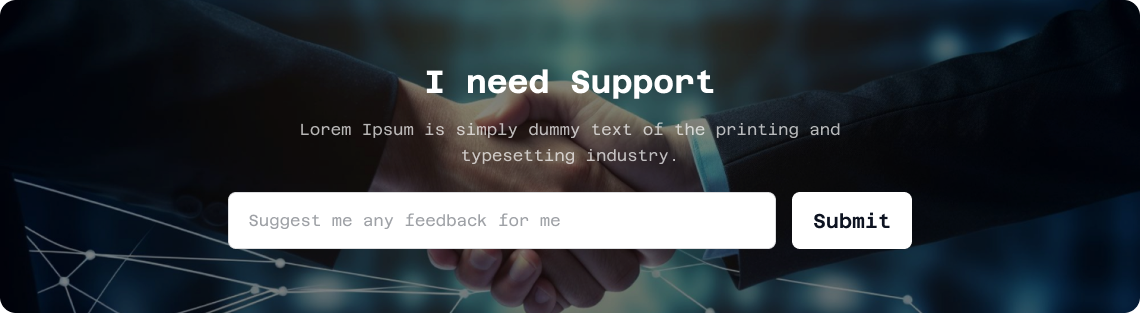 I need Support
Lorem Ipsum is simply dummy text of the printing and
typesetting industry.
Suggest me any feedback for me
Submit